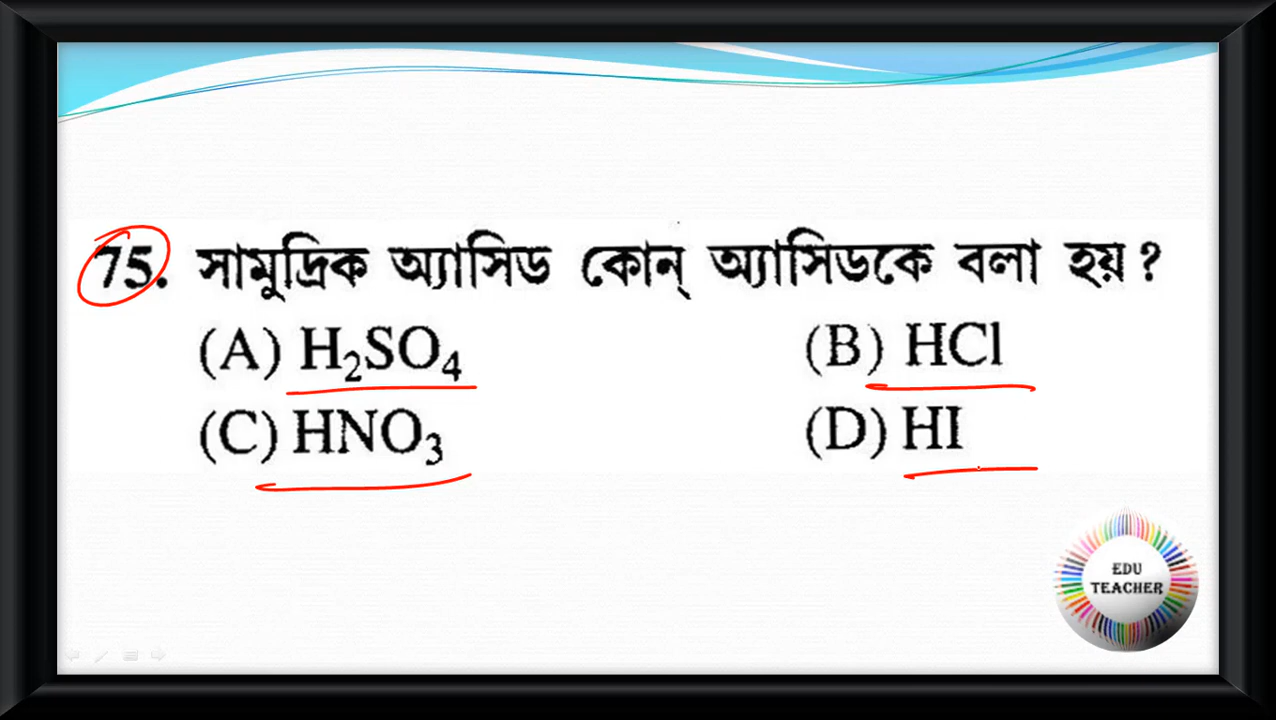 75. সামুদ্রিক অ্যাসিড কোন্ অ্যাসিডকে বলা হয়?
(A) H₂SO₄ (B) HCl
(C) HNO₃ (D) HI
EDU
TEACHER